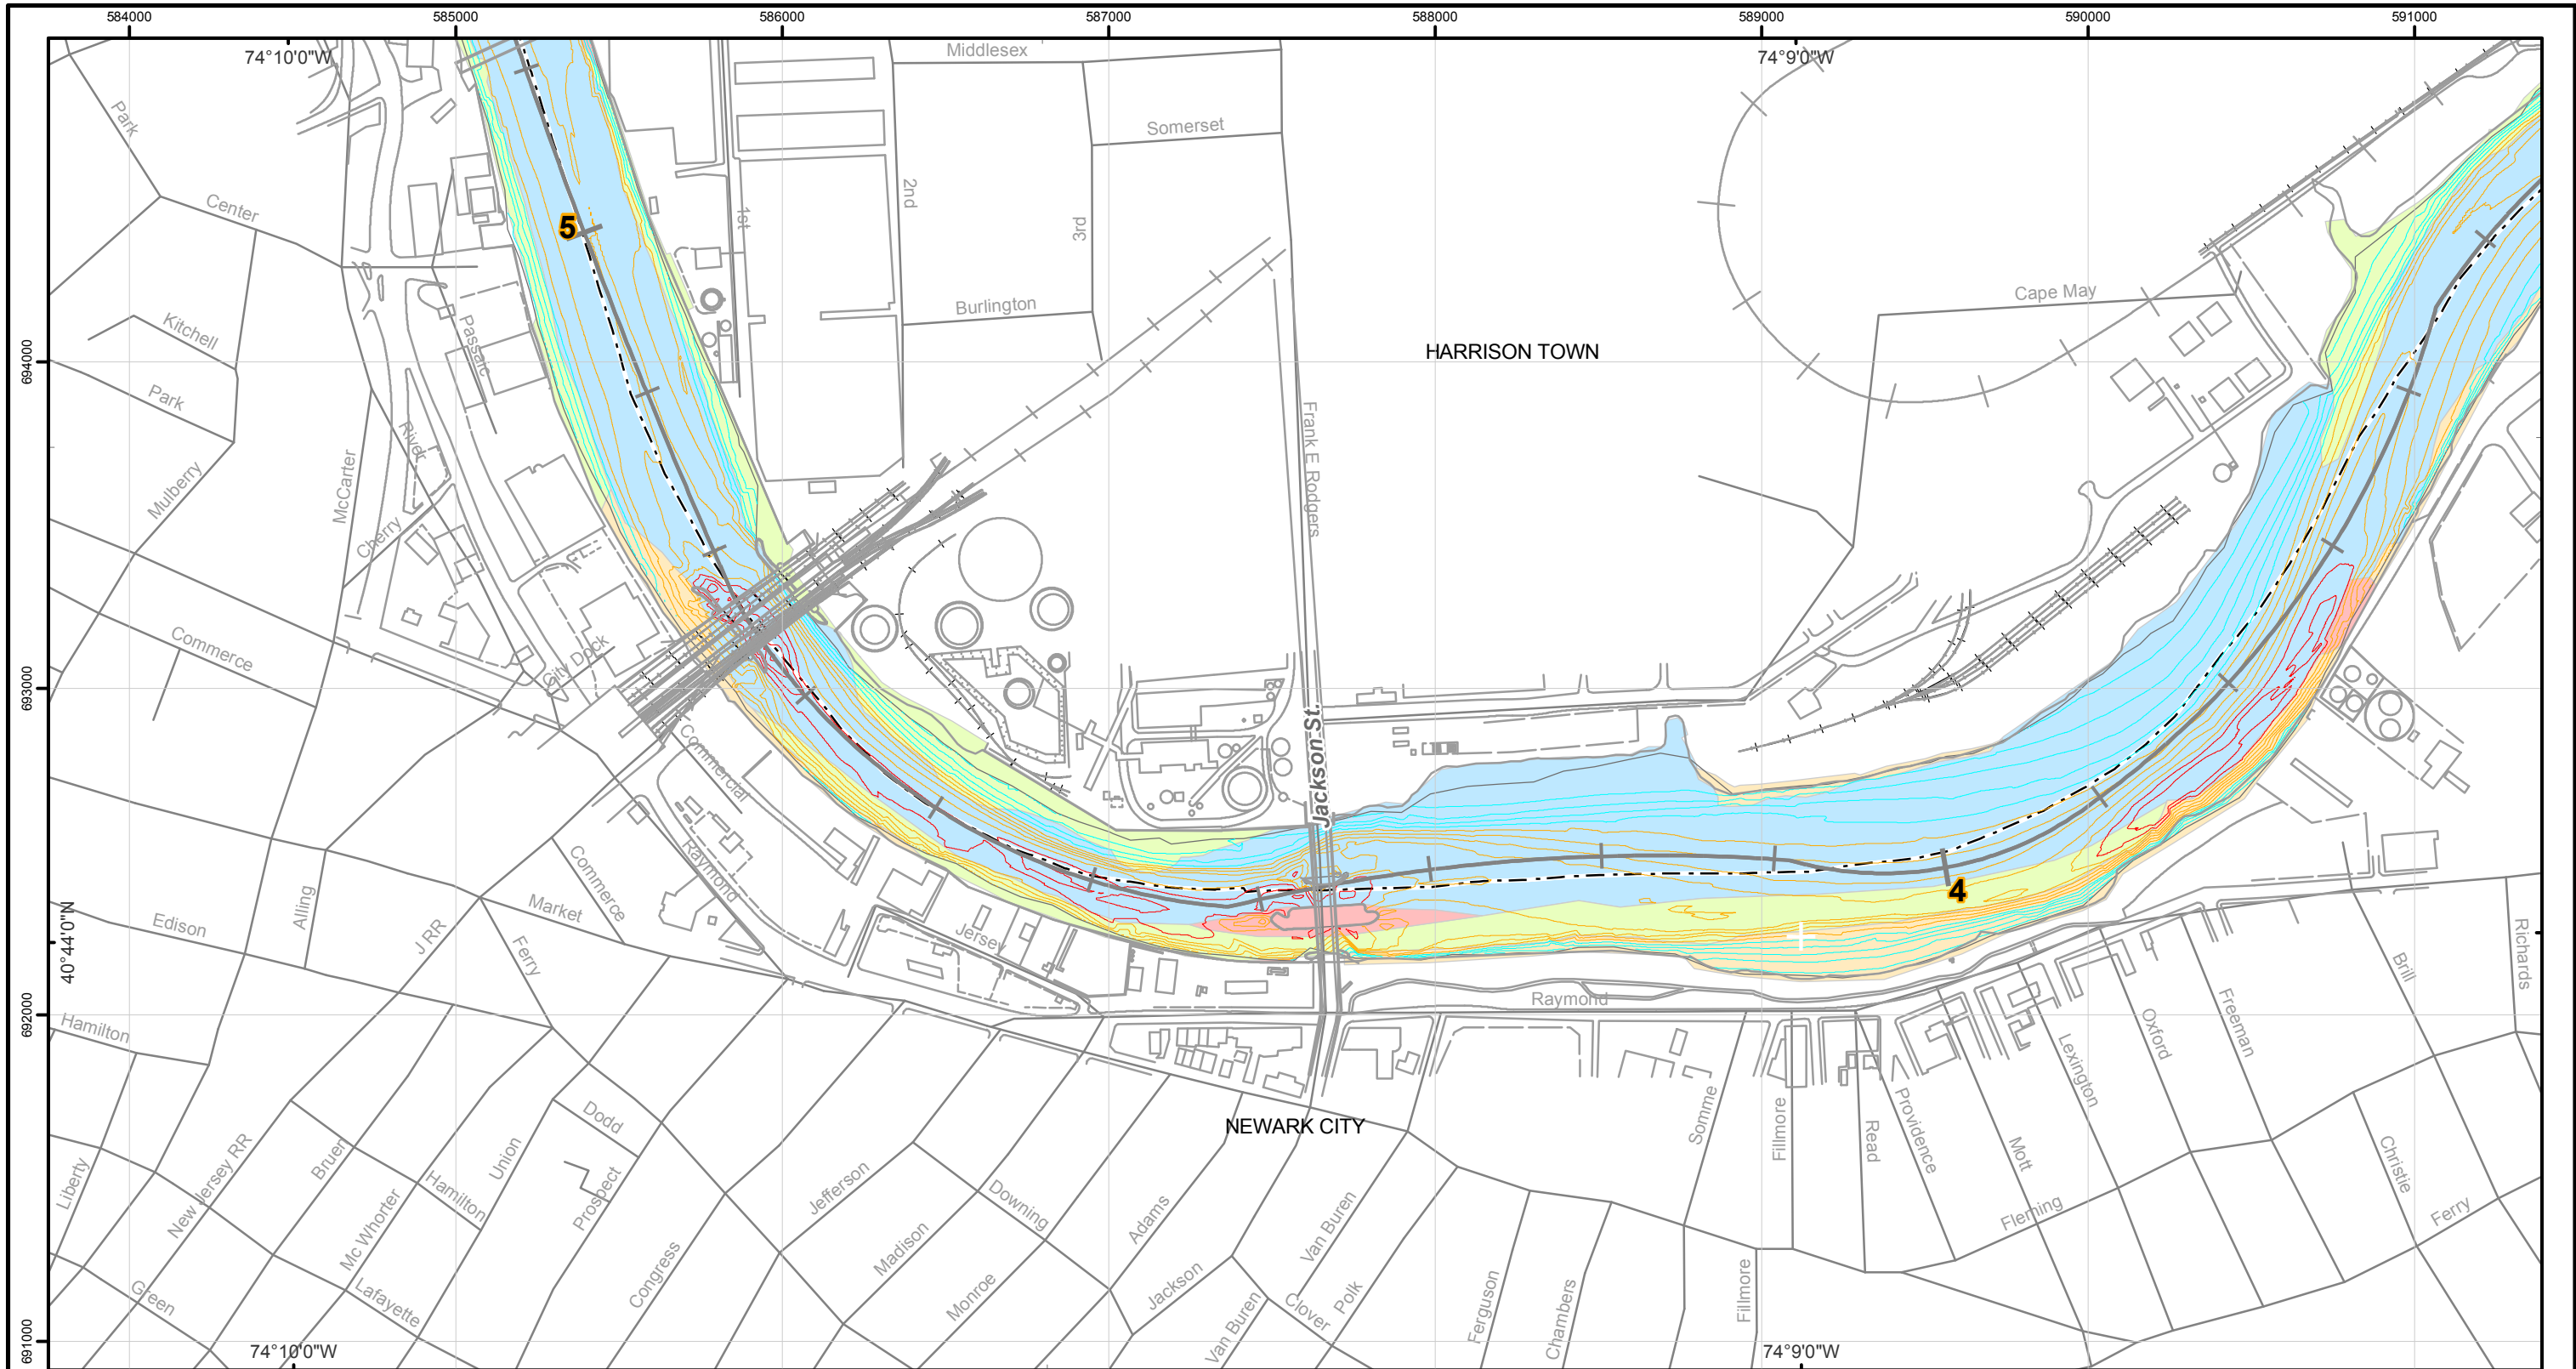 584000 585000 586000 587000 588000 589000 590000 591000
74°10'0"W
74°9'0"W
Middlesex
Park
Somerset
Center
2nd
1st
3rd
5
Burlington
Cape May
Kitchell
Passaic
694000
HARRISON TOWN
Park
River
Frank E Rodgers
Mulberry
McCarter
Cherry
Commerce
City Dock
693000
Commercial
Jackson St.
Raymond
Commerce
4
Alling
Market
Edison
J RR
Ferry
Jersey
40°44'0"N
Brill
Richards
Raymond
692000
Hamilton
Oxford
Freeman
Lexington
Dodd
NEWARK CITY
Somme
Fillmore
Read
Providence
Mott
Christie
Liberty
New Jersey RR
Bruen
Union
Hamilton
Mc Whorter
Prospect
Jefferson
Downing
Adams
Van Buren
Fleming
Ferry
Madison
Congress
Monroe
Jackson
Green
Lafayette
Van Buren
Clover
Polk
Ferguson
Chambers
Fillmore
691000
74°10'0"W
74°9'0"W